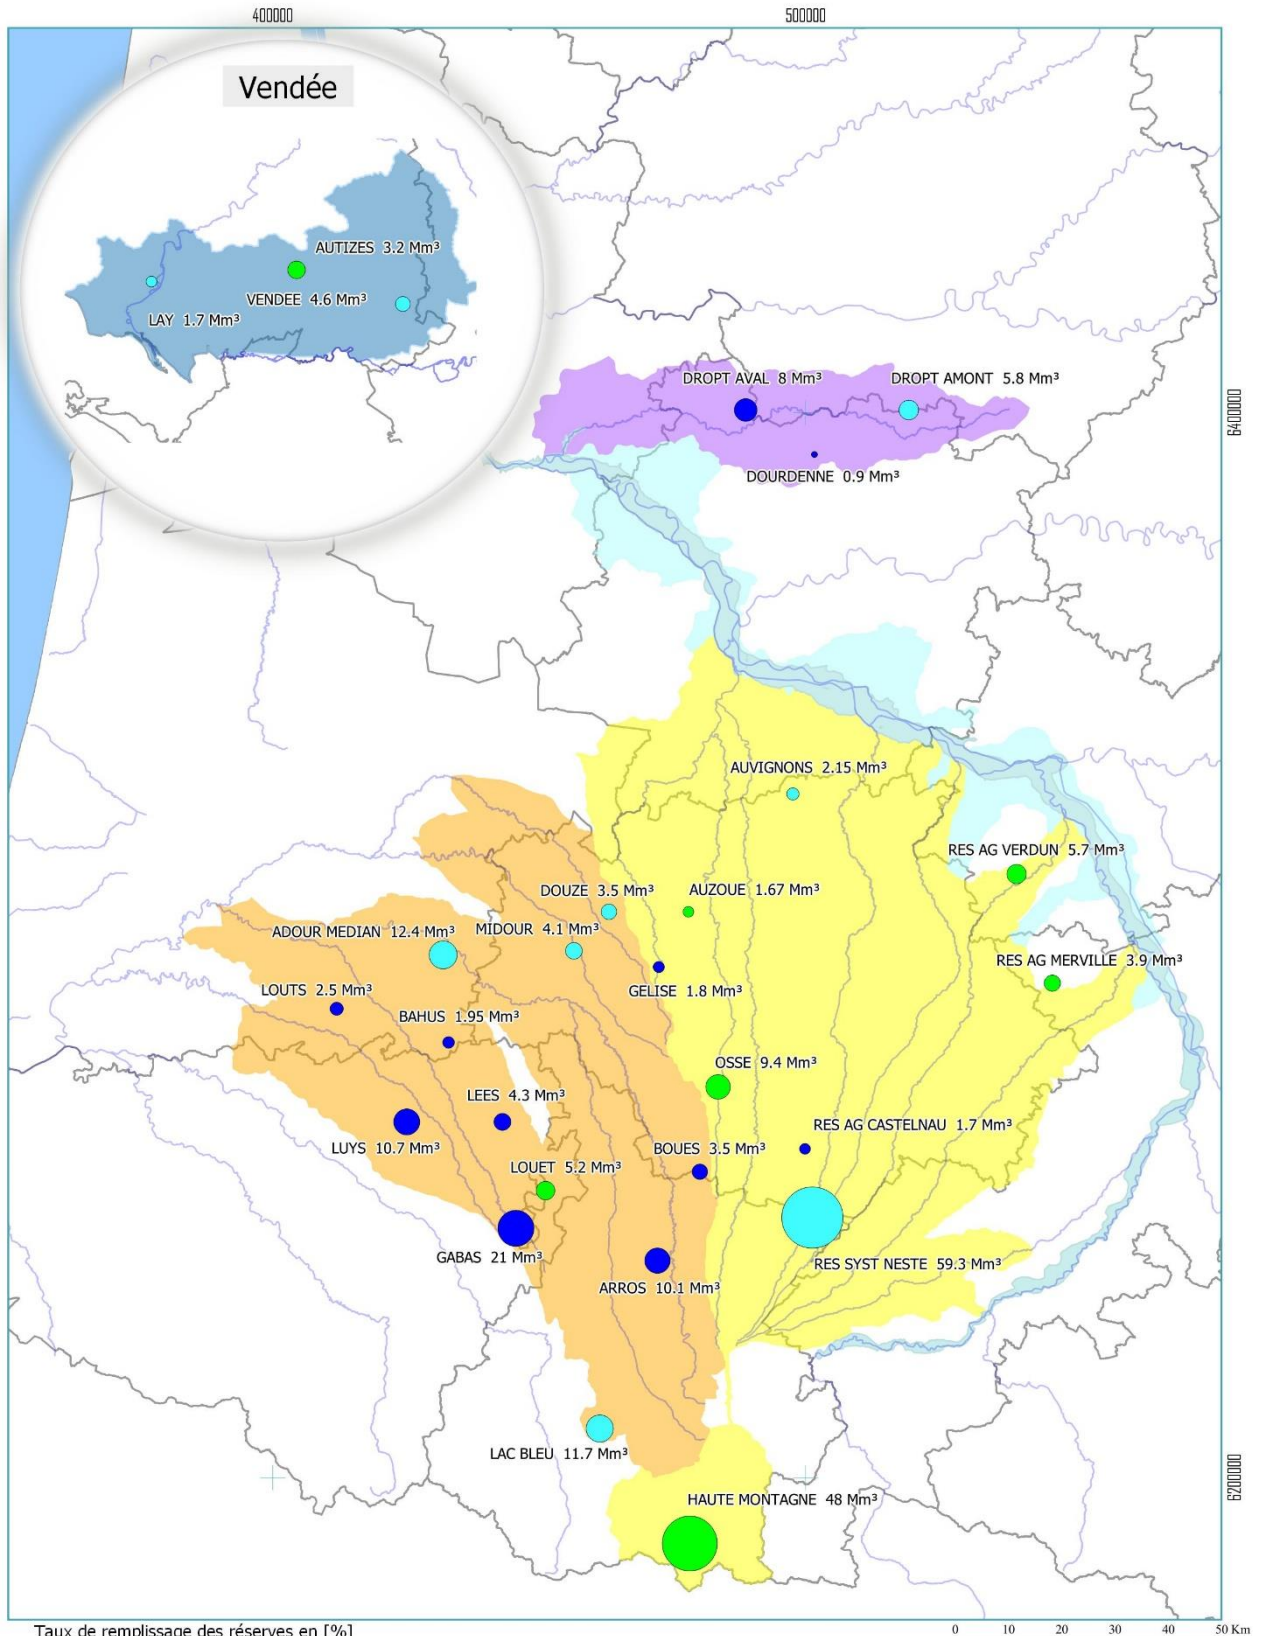 400000
500000
Vendée
AUTIZES 3.2 Mm³
VENDEE 4.6 Mm³
LAY 1.7 Mm³
DROPT AVAL 8 Mm³
DROPT AMONT 5.8 Mm³
6400000
DOURDENNE 0.9 Mm³
AUVIGNONS 2.15 Mm³
RES AG VERDUN 5.7 Mm³
DOUZE 3.5 Mm³
AUZOUE 1.67 Mm³
ADOUR MEDIAN 12.4 Mm³
MIDOUR 4.1 Mm³
RES AG MERVILLE 3.9 Mm³
LOUTS 2.5 Mm³
GELISE 1.8 Mm³
BAHUS 1.95 Mm³
OSSE 9.4 Mm³
LEES 4.3 Mm³
RES AG CASTELNAU 1.7 Mm³
LUYS 10.7 Mm³
BOUES 3.5 Mm³
LOUET 5.2 Mm³
GABAS 21 Mm³
RES SYST NESTE 59.3 Mm³
ARROS 10.1 Mm³
LAC BLEU 11.7 Mm³
6200000
HAUTE MONTAGNE 48 Mm³
Taux de remplissage des réserves en [%]
0 10 20 30 40 50 Km